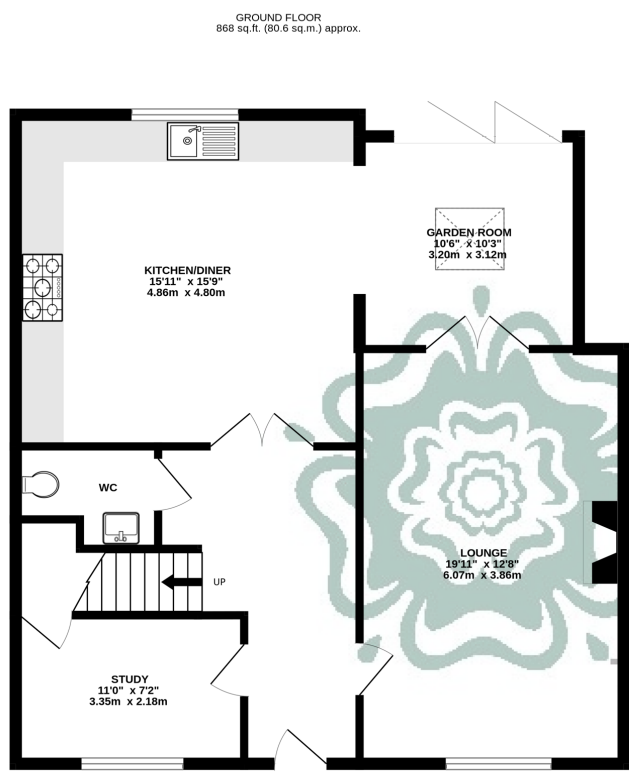 GROUND FLOOR
868 sq.ft. (80.6 sq.m.) approx.
GARDEN ROOM
10'6" x 10'3"
3.20m x 3.12m
KITCHEN/DINER
15'11" x 15'9"
4.86m x 4.80m
WC
LOUNGE
19'11" x 12'8"
6.07m x 3.86m
UP
STUDY
11'0" x 7'2"
3.35m x 2.18m